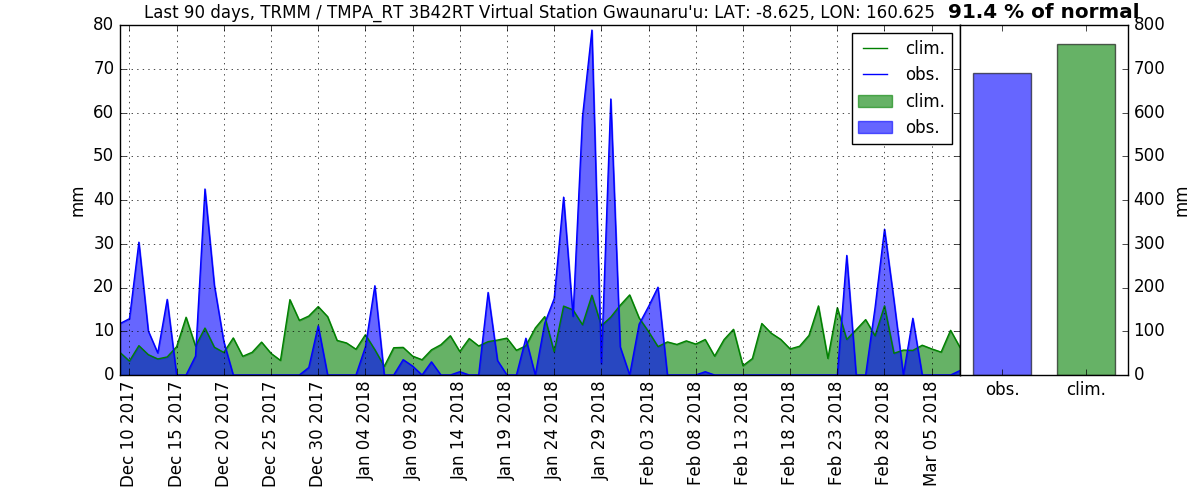 Last 90 days, TRMM / TMPA_RT 3B42RT Virtual Station Gwaunaru'u: LAT: -8.625, LON: 160.625
91.4 % of normal
80
70
60
50
40
30
20
10
0
mm
clim.
obs.
clim.
obs.
800
700
600
500
400
300
200
100
0
mm
Dec 10 2017
Dec 15 2017
Dec 20 2017
Dec 25 2017
Dec 30 2017
Jan 04 2018
Jan 09 2018
Jan 14 2018
Jan 19 2018
Jan 24 2018
Jan 29 2018
Feb 03 2018
Feb 08 2018
Feb 13 2018
Feb 18 2018
Feb 23 2018
Feb 28 2018
Mar 05 2018
obs.
clim.